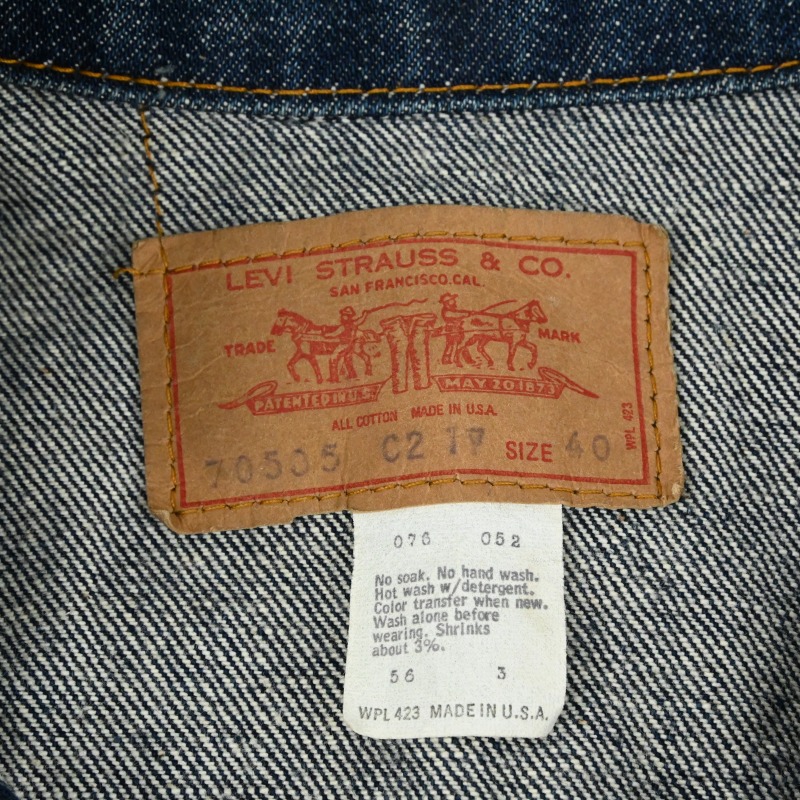 LEVI STRAUSS & CO.
SAN FRANCISCO.CAL.
TRADE MARK
PATENTED IN U.S. MAY 20 1873
ALL COTTON MADE IN U.S.A.
WPL 423
70505 C2 17 SIZE 40
076 052
No soak. No hand wash.
Hot wash w/detergent.
Color transfer when new.
Wash alone before
wearing. Shrinks
about 3%.
56 3
WPL 423 MADE IN U.S.A.